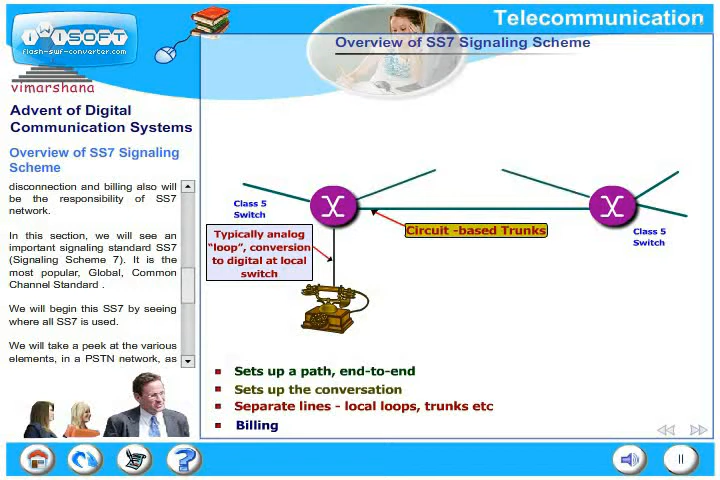 Telecommunication
Overview of SS7 Signaling Scheme
iWiSOFT
flash-swf-converter.com
vimarshana
Advent of Digital
Communication Systems
Overview of SS7 Signaling
Scheme
disconnection and billing also will
be the responsibility of SS7
network.
In this section, we will see an
important signaling standard SS7
(Signaling Scheme 7). It is the
most popular, Global, Common
Channel Standard .
We will begin this SS7 by seeing
where all SS7 is used.
We will take a peek at the various
elements, in a PSTN network, as
Class 5
Switch
Typically analog
“loop”, conversion
to digital at local
switch
Circuit -based Trunks
Class 5
Switch
Sets up a path, end-to-end
Sets up the conversation
Separate lines - local loops, trunks etc
Billing